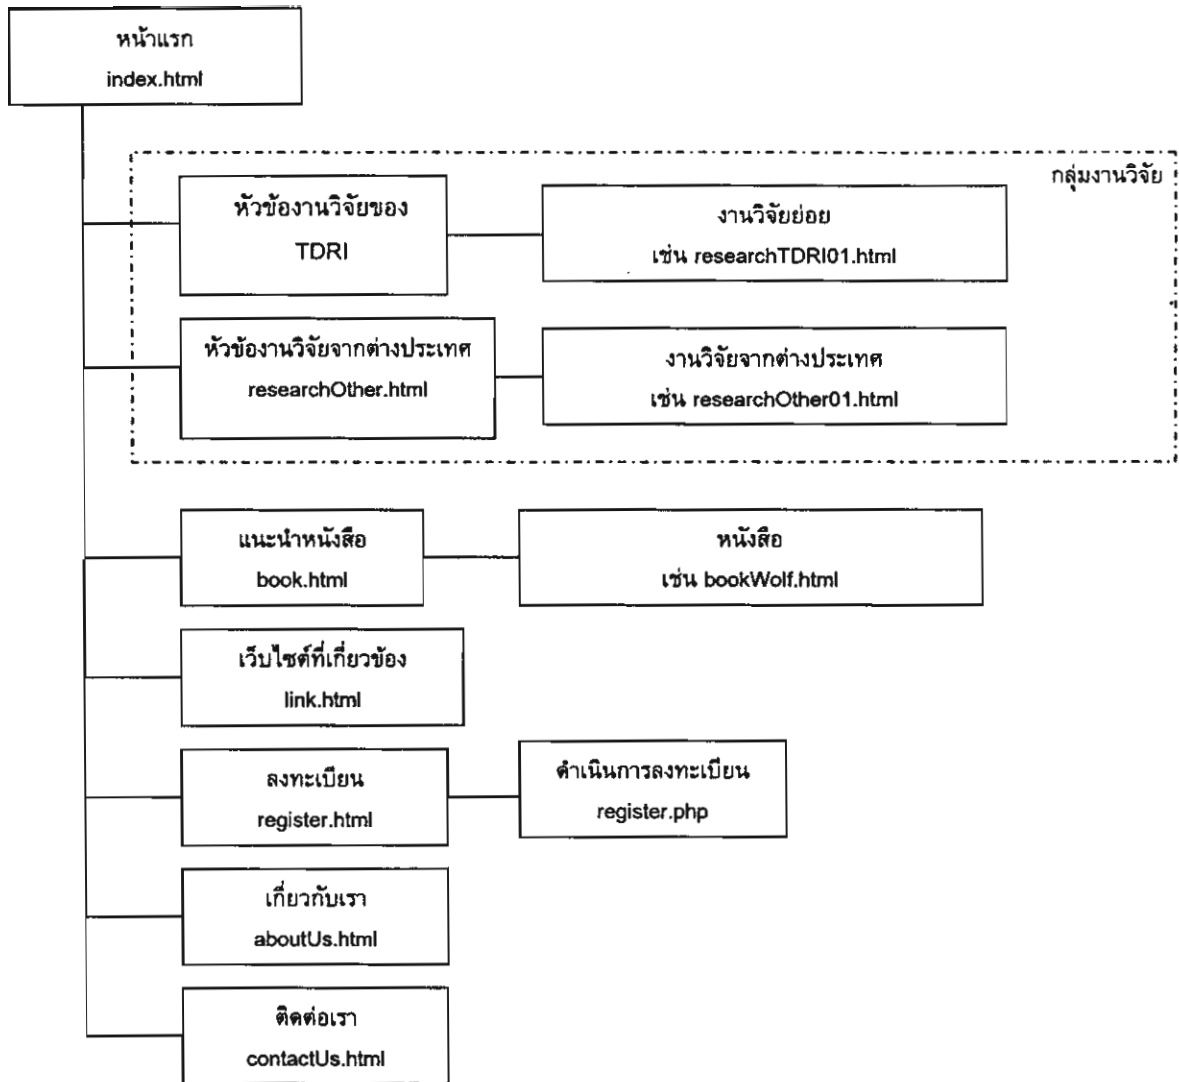 หน้าแรก
index.html
กลุ่มงานวิจัย
หัวข้องานวิจัยของ
TDRI
งานวิจัยย่อย
เช่น researchTDRI01.html
หัวข้องานวิจัยจากต่างประเทศ
researchOther.html
งานวิจัยจากต่างประเทศ
เช่น researchOther01.html
แนะนำหนังสือ
book.html
หนังสือ
เช่น bookWolf.html
เว็บไซต์ที่เกี่ยวข้อง
link.html
ลงทะเบียน
register.html
ดำเนินการลงทะเบียน
register.php
เกี่ยวกับเรา
aboutUs.html
ติดต่อเรา
contactUs.html